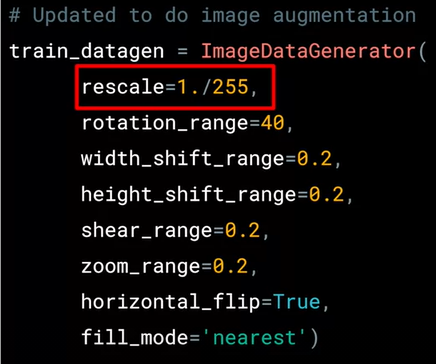 # Updated to do image augmentation
train_datagen = ImageDataGenerator(
rescale=1./255,
rotation_range=40,
width_shift_range=0.2,
height_shift_range=0.2,
shear_range=0.2,
zoom_range=0.2,
horizontal_flip=True,
fill_mode='nearest')